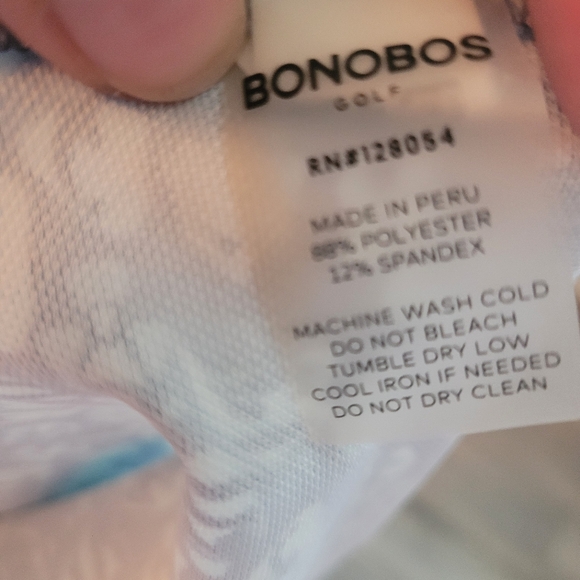 BONOBOS
GOLF
RN#128054
MADE IN PERU
88% POLYESTER
12% SPANDEX
MACHINE WASH COLD
DO NOT BLEACH
TUMBLE DRY LOW
COOL IRON IF NEEDED
DO NOT DRY CLEAN